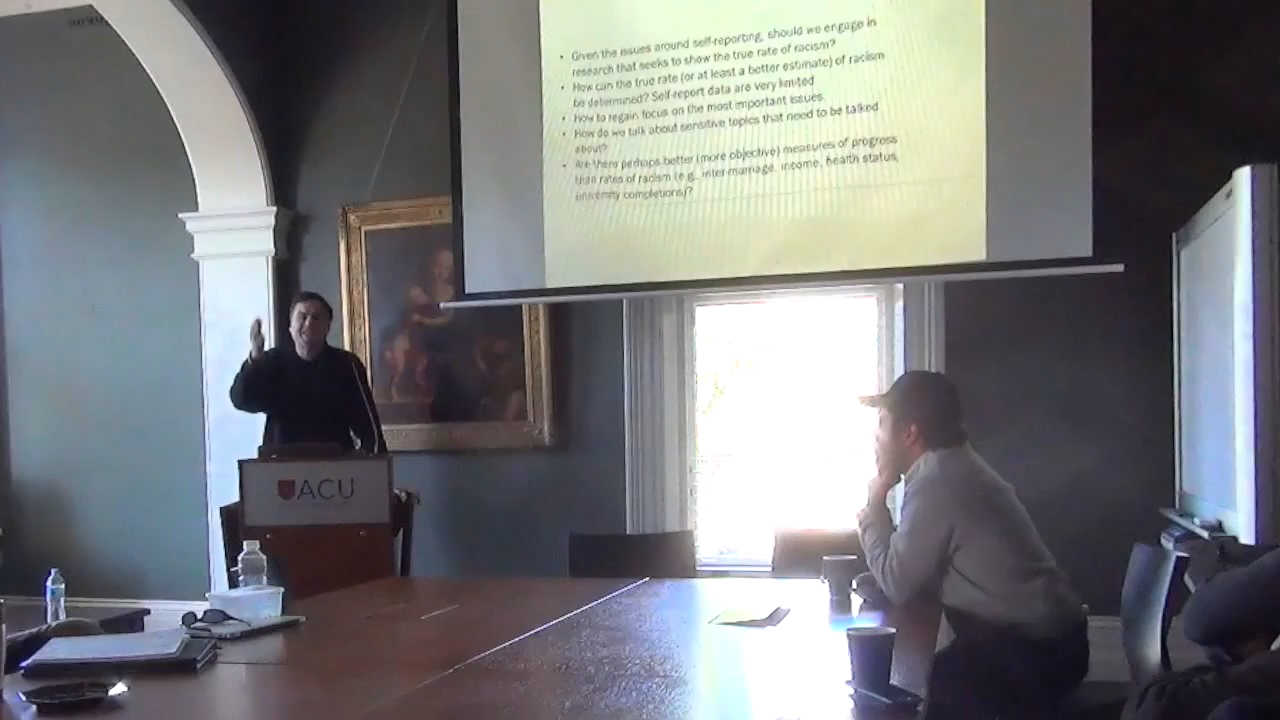 • Given the issues around self-reporting, should we engage in
research that seeks to show the true rate of racism?
• How can the true rate (or at least a better estimate) of racism
be determined? Self-report data are very limited
• How to regain focus on the most important issues.
• How do we talk about sensitive topics that need to be talked
about?
• Are there perhaps better (more objective) measures of progress
than rates of racism (e.g., inter-marriage, income, health status,
university completions)?
ACU